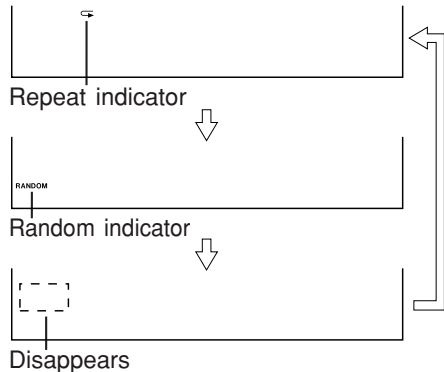 Repeat indicator
RANDOM
Random indicator
Disappears